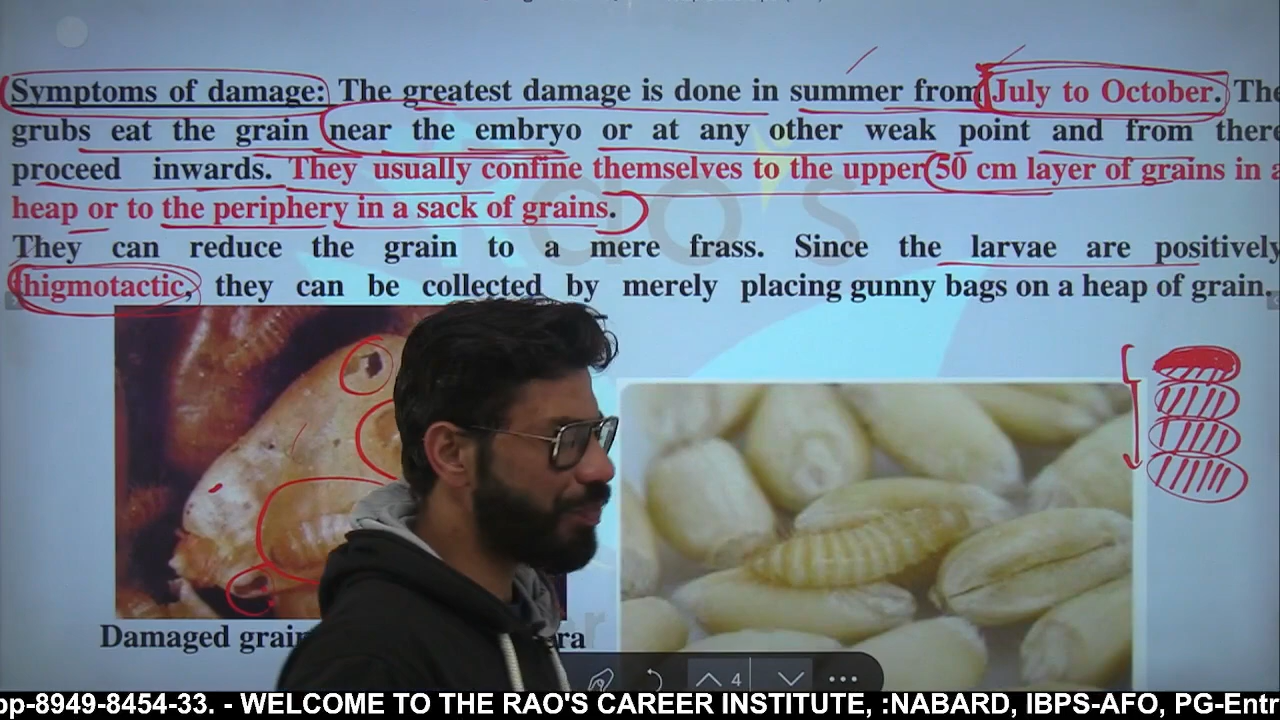 Symptoms of damage: The greatest damage is done in summer from July to October. The
grubs eat the grain near the embryo or at any other weak point and from there
proceed inwards. They usually confine themselves to the upper 50 cm layer of grains in a
heap or to the periphery in a sack of grains.
They can reduce the grain to a mere frass. Since the larvae are positively
thigmotactic, they can be collected by merely placing gunny bags on a heap of grain.
Damaged grain
4
8949-8454-33. - WELCOME TO THE RAO'S CAREER INSTITUTE, :NABARD, IBPS-AFO,